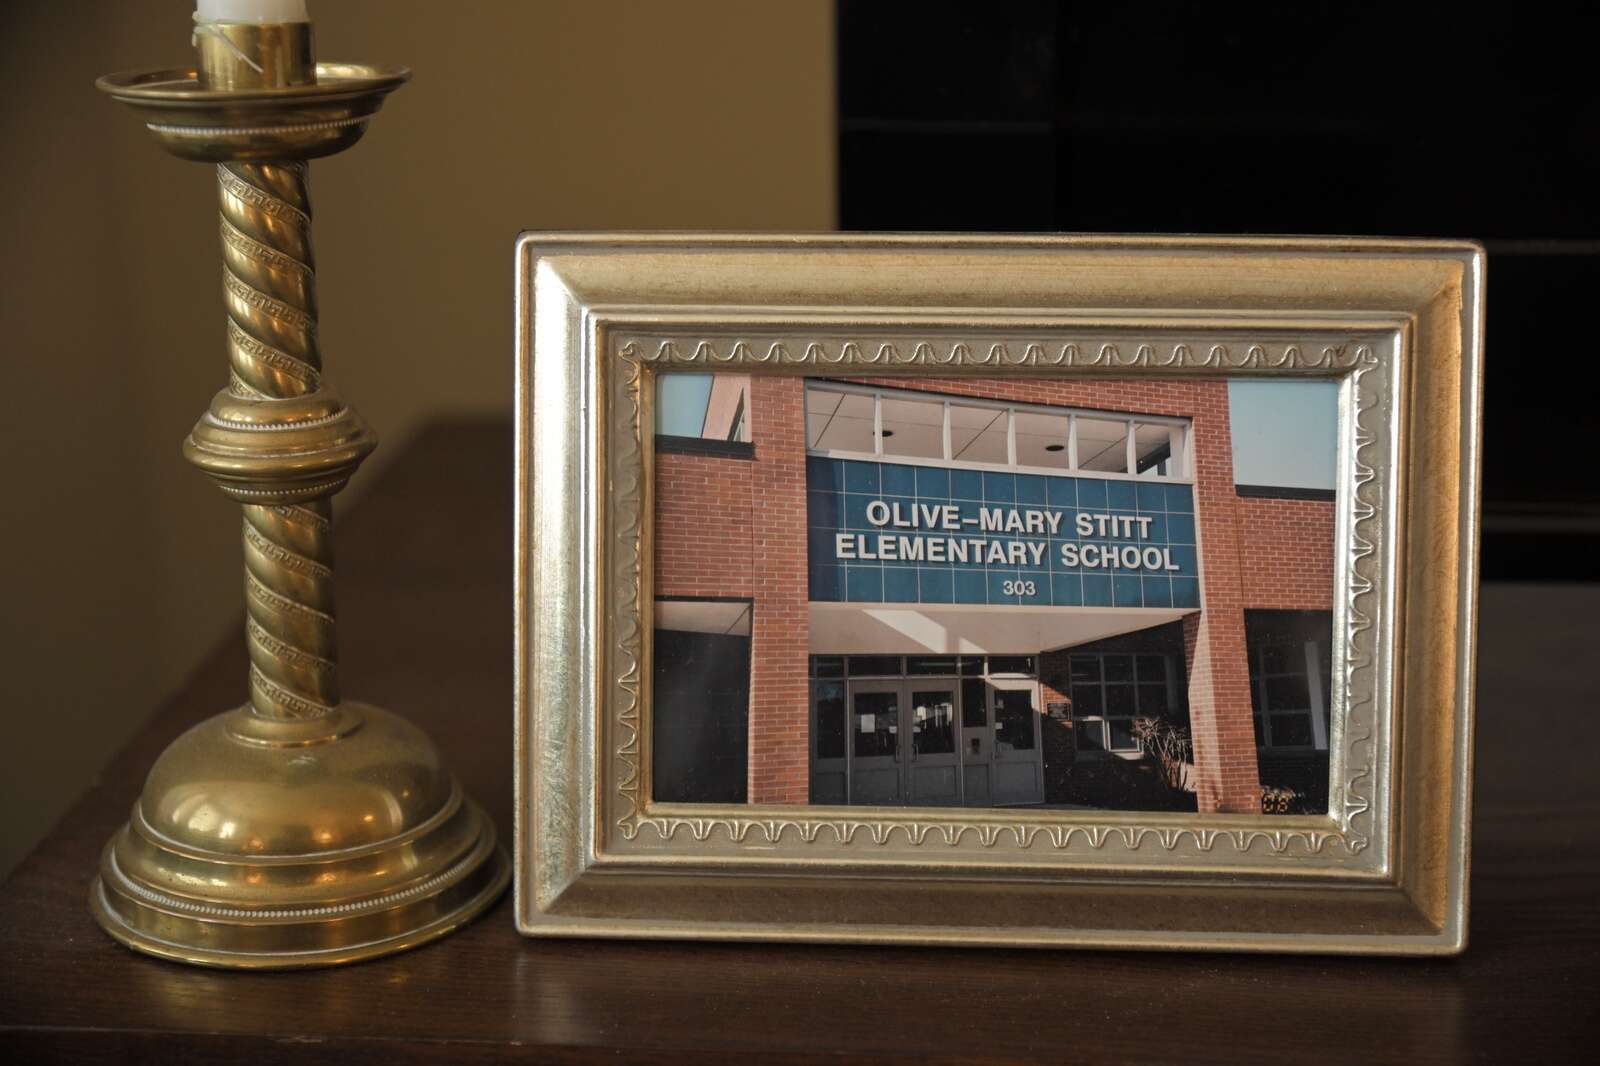 OLIVE-MARY STITT
ELEMENTARY SCHOOL
303